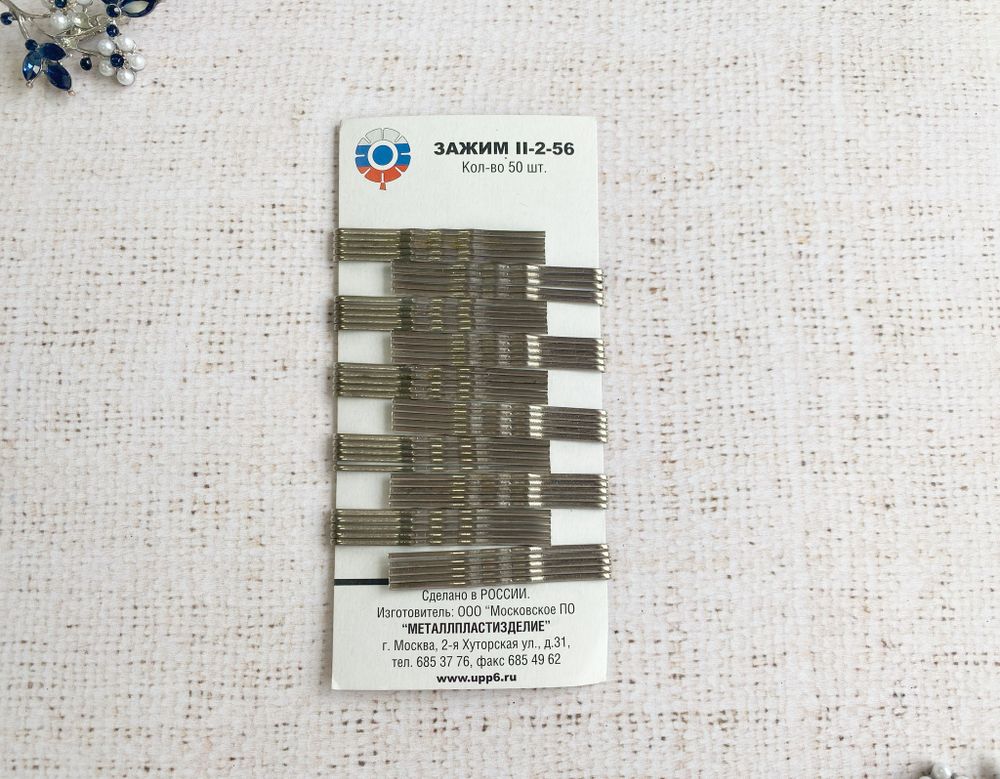 ЗАЖИМ II-2-56
Кол-во 50 шт.
Сделано в РОССИИ.
Изготовитель: ООО "Московское ПО
"МЕТАЛЛПЛАСТИЗДЕЛИЕ"
г. Москва, 2-я Хуторская ул., д.31,
тел. 685 37 76, факс 685 49 62
www.upp6.ru